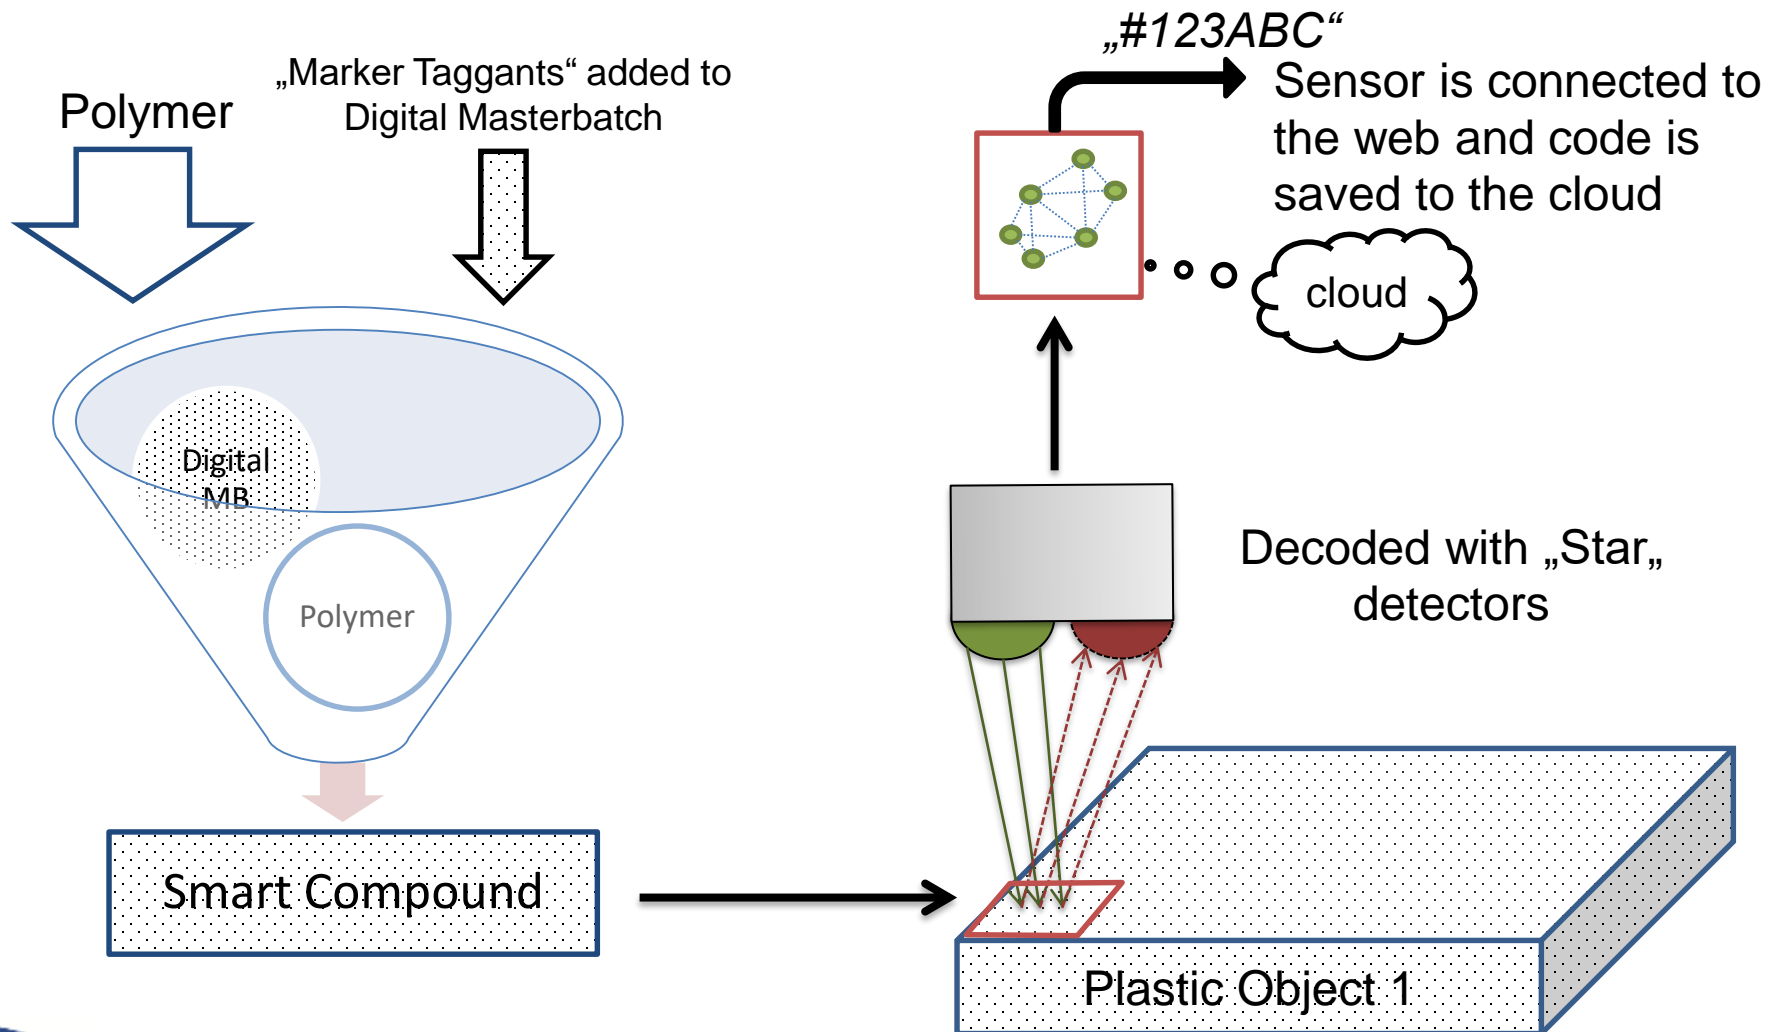 Polymer
„Marker Taggants“ added to
Digital Masterbatch
Digital
MB
Polymer
Smart Compound
„#123ABC“
Sensor is connected to
the web and code is
saved to the cloud
cloud
Decoded with „Star„
detectors
Plastic Object 1